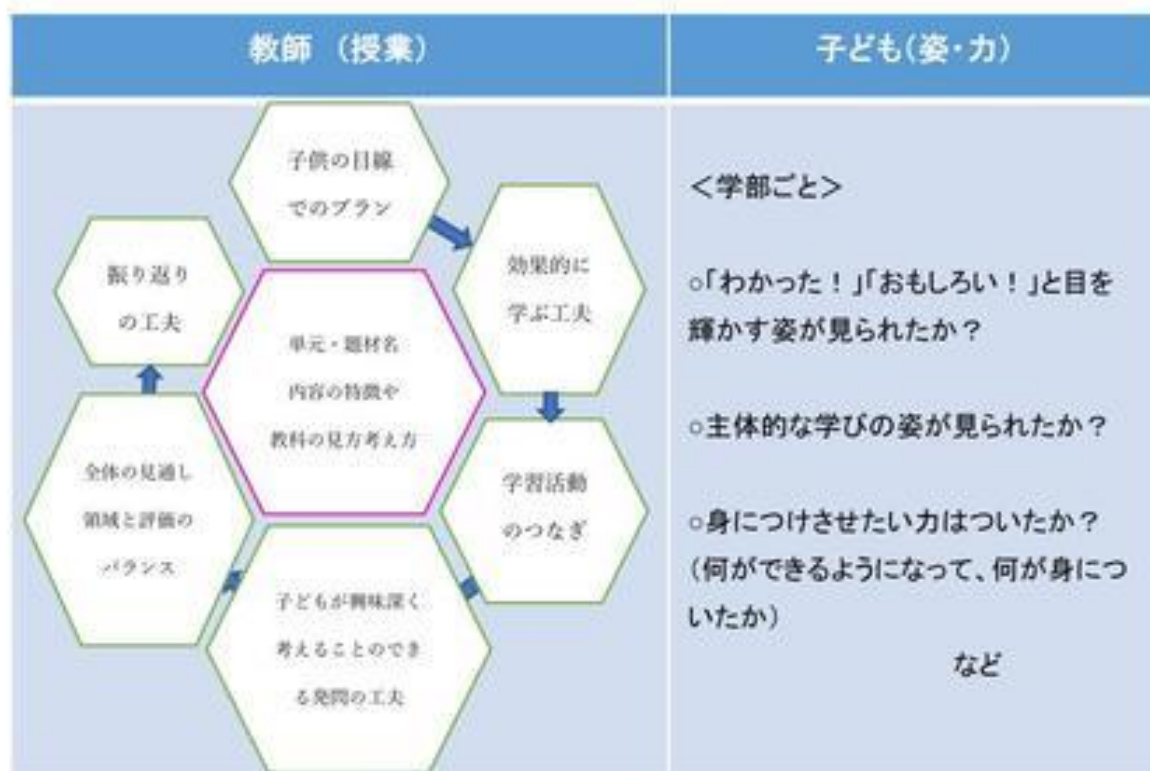 教師 （授業）
子ども(姿・力)
子供の目線
でのプラン
効果的に
学ぶ工夫
学習活動
のつなぎ
子どもが興味深く
考えることのでき
る発問の工夫
全体の見通し
領域と評価の
バランス
振り返り
の工夫
単元・題材名
内容の特徴や
教科の見方考え方
＜学部ごと＞
○「わかった！」「おもしろい！」と目を
輝かす姿が見られたか？
○主体的な学びの姿が見られたか？
○身につけさせたい力はついたか？
(何ができるようになって、何が身につ
いたか)
など